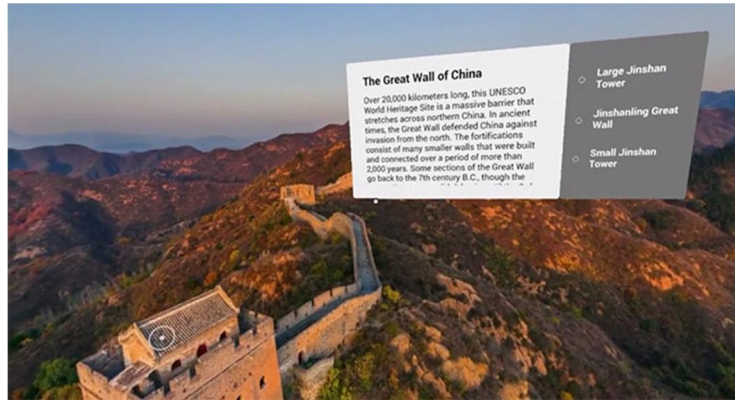 The Great Wall of China
Over 20,000 kilometers long, this UNESCO
World Heritage Site is a massive barrier that
stretches across northern China. In ancient
times, the Great Wall defended China against
invasion from the north. The fortifications
consist of many smaller walls that were built
and connected over a period of more than
2,000 years. Some sections of the Great Wall
go back to the 7th century B.C., though the
Large Jinshan
Tower
Jinshanling Great
Wall
Small Jinshan
Tower